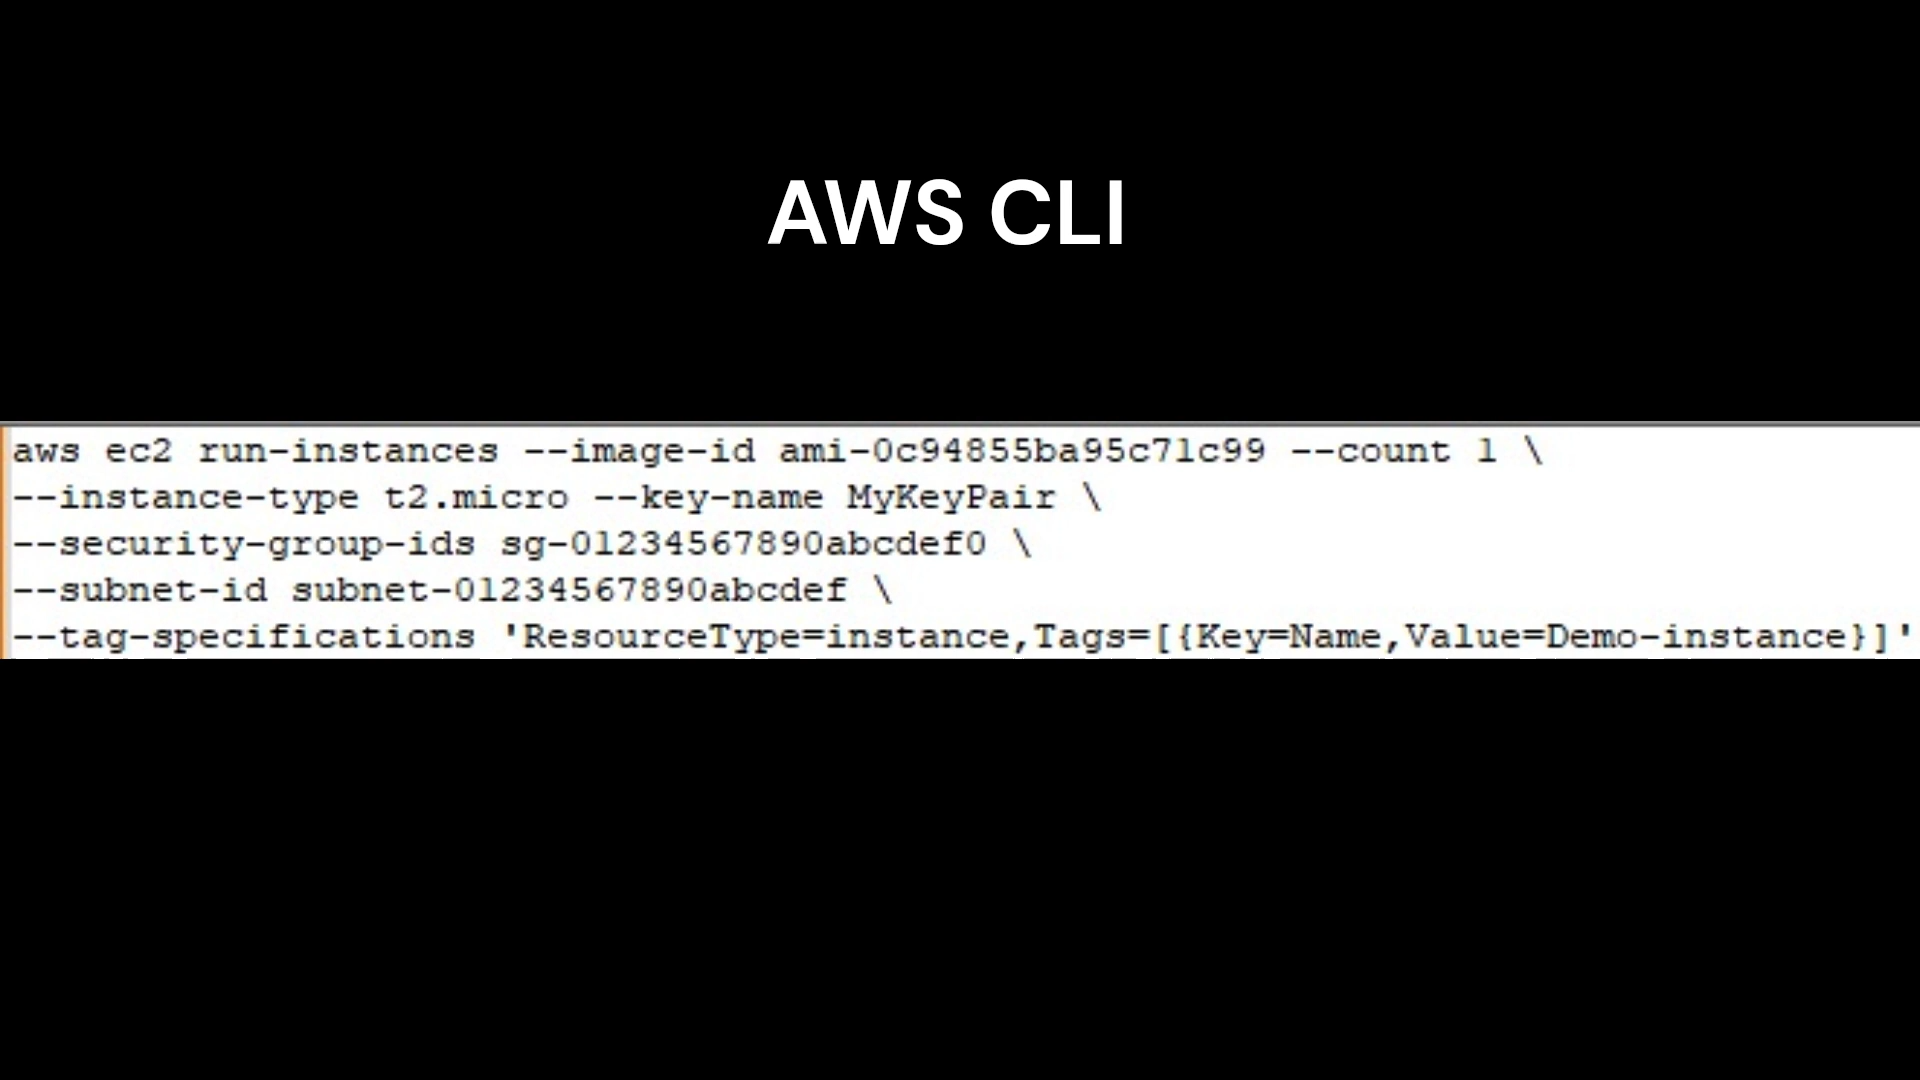 AWS CLI
aws ec2 run-instances --image-id ami-0c94855ba95c71c99 --count 1 \
--instance-type t2.micro --key-name MyKeyPair \
--security-group-ids sg-01234567890abcdef0 \
--subnet-id subnet-01234567890abcdef \
--tag-specifications 'ResourceType=instance,Tags=[{Key=Name,Value=Demo-instance}]'